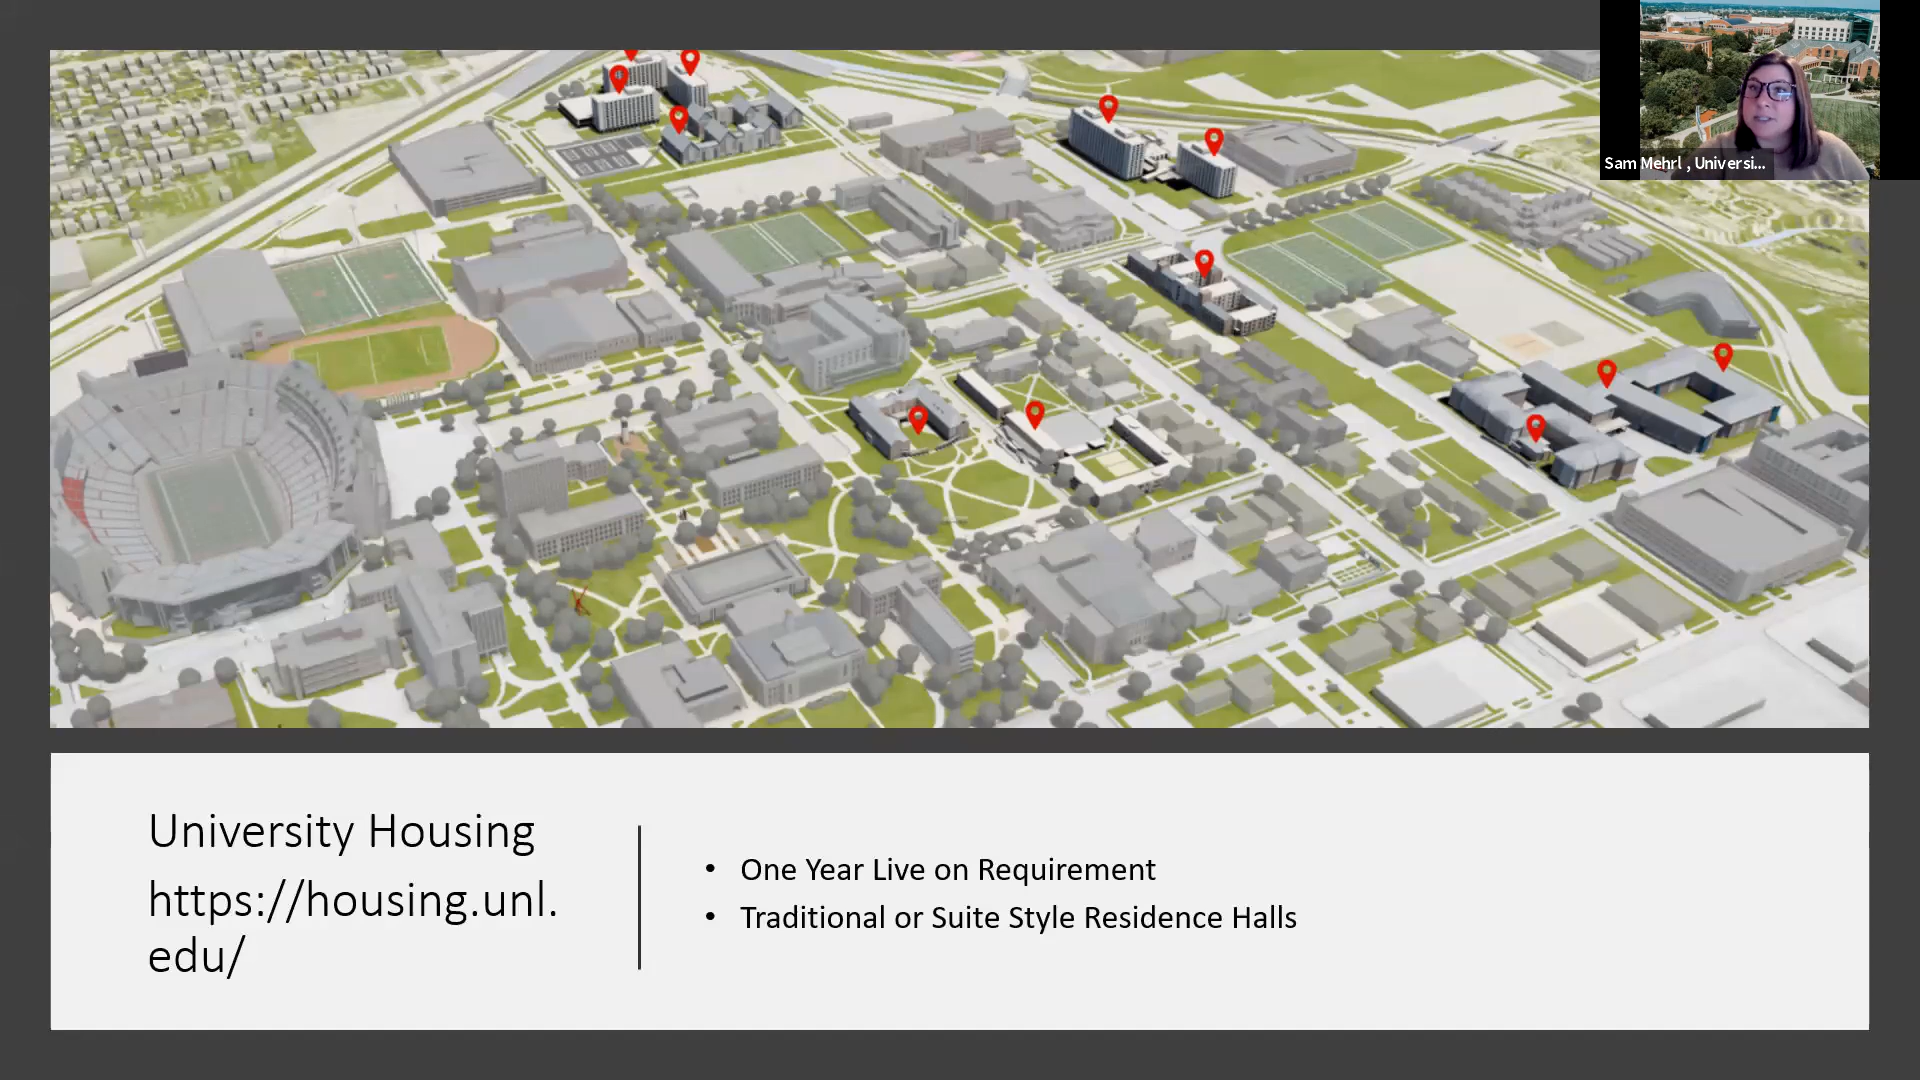 Sam Mehrl , Universi...
University Housing
https://housing.unl.
edu/
• One Year Live on Requirement
• Traditional or Suite Style Residence Halls